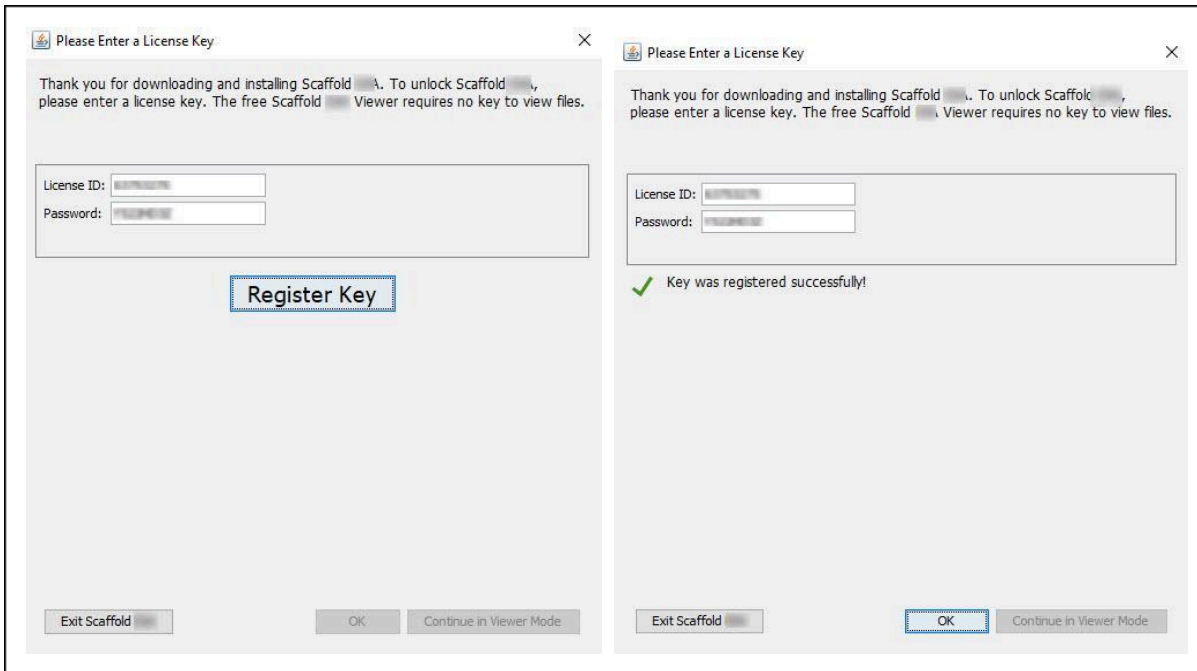 Please Enter a License Key
Thank you for downloading and installing Scaffold A. To unlock Scaffold ,
please enter a license key. The free Scaffold Viewer requires no key to view files.
License ID:
Password:
Register Key
Exit Scaffold
OK
Continue in Viewer Mode
Please Enter a License Key
Thank you for downloading and installing Scaffold . To unlock Scaffold ,
please enter a license key. The free Scaffold Viewer requires no key to view files.
License ID:
Password:
Key was registered successfully!
Exit Scaffold
OK
Continue in Viewer Mode